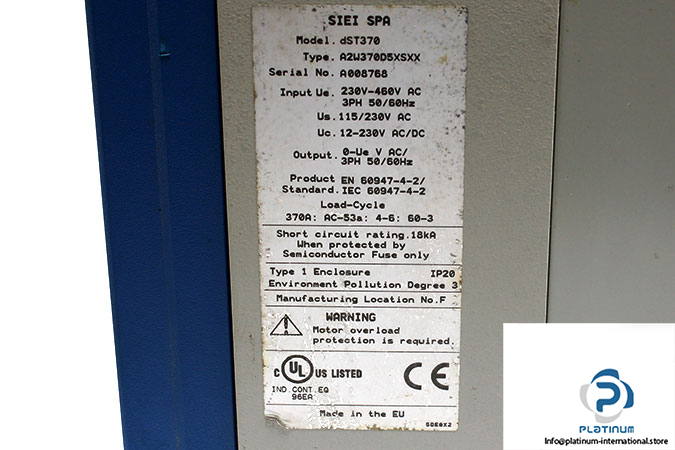 SIEI SPA
Model. dST370
Type. A2W370D5XSXX
Serial No. A008768
Input Ue. 230V-460V AC
3PH 50/60Hz
Us. 115/230V AC
Uc. 12-230V AC/DC
Output. 0-Ue V AC/
3PH 50/60Hz
Product EN 60947-4-2/
Standard. IEC 60947-4-2
Load-Cycle
370A: AC-53a: 4-6: 60-3
Short circuit rating.18kA
When protected by
Semiconductor Fuse only
Type 1 Enclosure IP20
Environment Pollution Degree 3
Manufacturing Location No.F
WARNING
Motor overload
protection is required.
C UL US LISTED
IND.CONT.EQ
96EA
CE
Made in the EU
SDE8X2
PLATINUM
Info@platinum-international.store